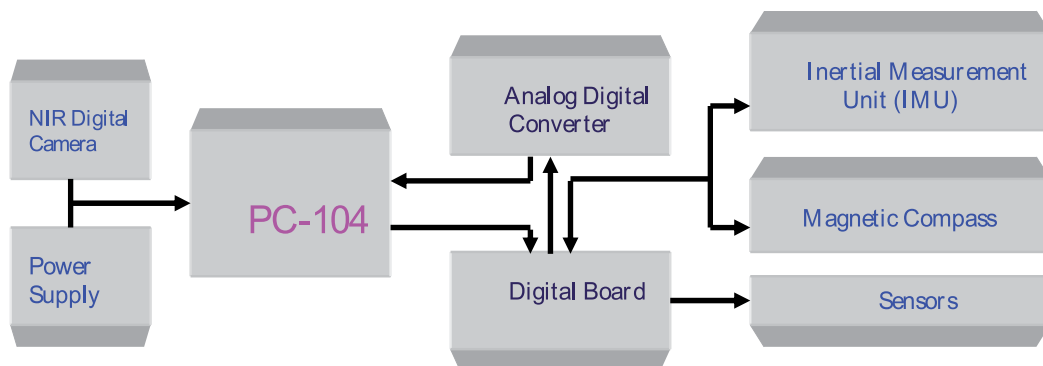 NIR Digital
Camera
Power
Supply
PC-104
Analog Digital
Converter
Digital Board
Inertial Measurement
Unit (IMU)
Magnetic Compass
Sensors